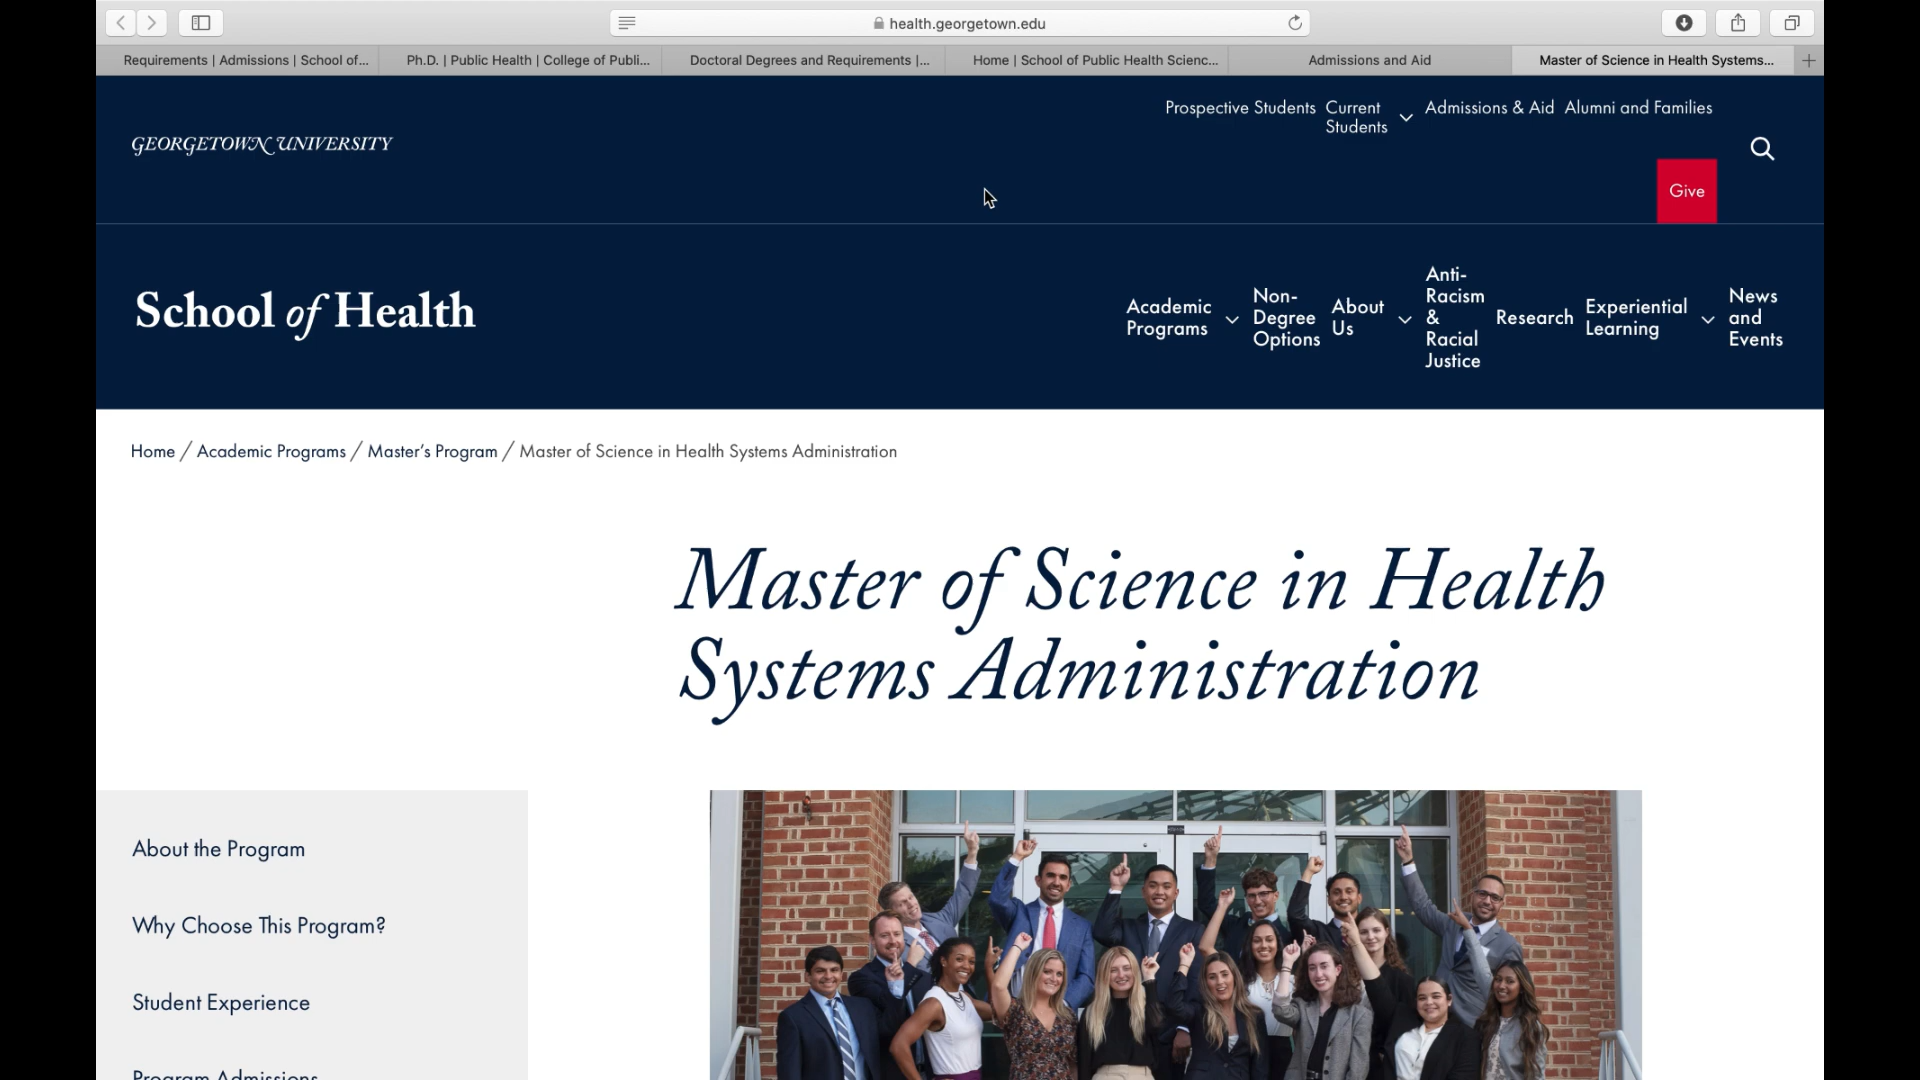 health.georgetown.edu
Requirements | Admissions | School of...
Ph.D. | Public Health | College of Publi...
Doctoral Degrees and Requirements |...
Home | School of Public Health Scienc...
Admissions and Aid
Master of Science in Health Systems...
Prospective Students
Current
Students
Admissions & Aid
Alumni and Families
GEORGETOWN UNIVERSITY
Give
School of Health
Academic
Programs
Non-
Degree
Options
About
Us
Anti-
Racism
&
Racial
Justice
Research
Experiential
Learning
News
and
Events
Home / Academic Programs / Master's Program / Master of Science in Health Systems Administration
Master of Science in Health
Systems Administration
About the Program
Why Choose This Program?
Student Experience
Program Admissions